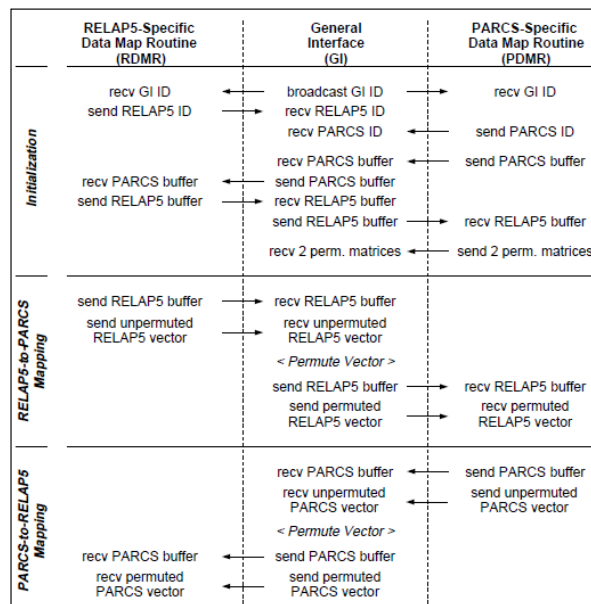 RELAP5-Specific
Data Map Routine
(RDMR)
General
Interface
(GI)
PARCS-Specific
Data Map Routine
(PDMR)
Initialization
recv GI ID
broadcast GI ID
recv GI ID
send RELAP5 ID
recv RELAP5 ID
recv PARCS ID
send PARCS ID
recv PARCS buffer
send PARCS buffer
recv PARCS buffer
send PARCS buffer
send RELAP5 buffer
recv RELAP5 buffer
send RELAP5 buffer
recv RELAP5 buffer
recv 2 perm. matrices
send 2 perm. matrices
RELAP5-to-PARCS
Mapping
send RELAP5 buffer
recv RELAP5 buffer
send unpermuted
RELAP5 vector
recv unpermuted
RELAP5 vector
< Permute Vector >
send RELAP5 buffer
recv RELAP5 buffer
send permuted
RELAP5 vector
recv permuted
RELAP5 vector
PARCS-to-RELAP5
Mapping
recv PARCS buffer
send PARCS buffer
recv unpermuted
PARCS vector
send unpermuted
PARCS vector
< Permute Vector >
recv PARCS buffer
send PARCS buffer
recv permuted
PARCS vector
send permuted
PARCS vector